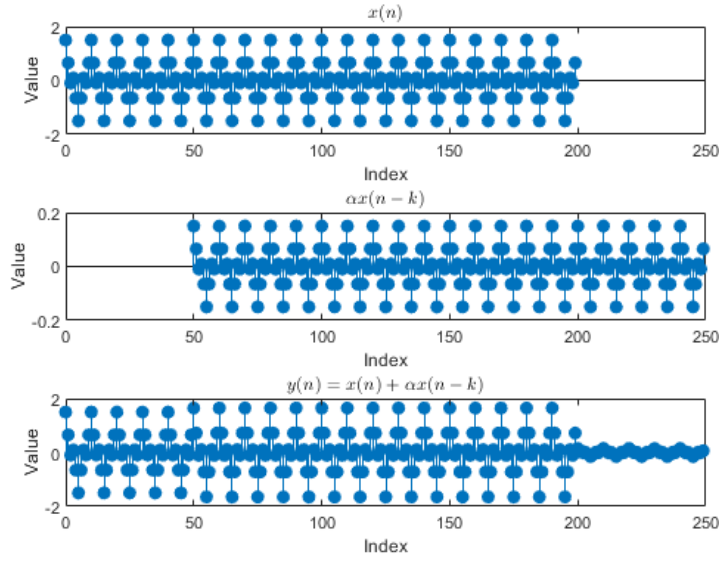 x(n)
2
0
-2
Value
0 50 100 150 200 250
Index
αx(n − k)
0.2
0
-0.2
Value
0 50 100 150 200 250
Index
y(n) = x(n) + αx(n − k)
2
0
-2
Value
0 50 100 150 200 250
Index